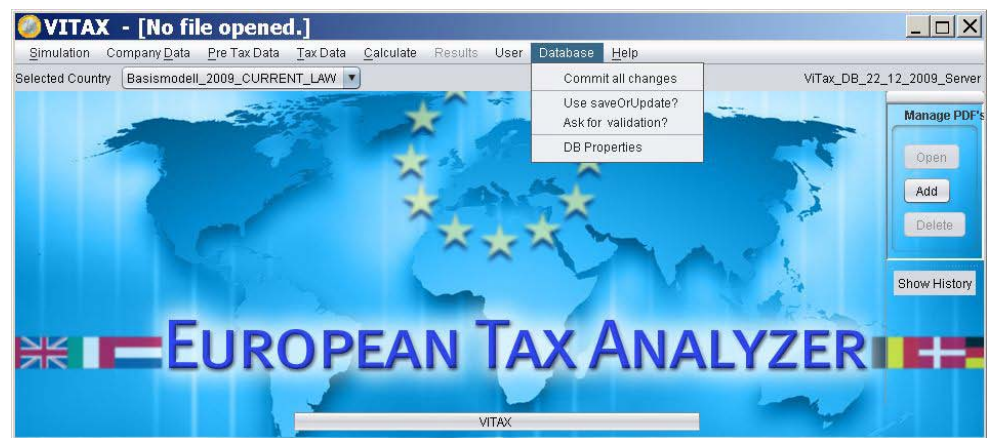 VITAX - [No file opened.]
Simulation Company Data Pre Tax Data Tax Data Calculate Results User Database Help
Selected Country Basismodell_2009_CURRENT_LAW ViTax_DB_22_12_2009_Server
Commit all changes
Use saveOrUpdate?
Ask for validation?
DB Properties
Manage PDF's
Open
Add
Delete
Show History
EUROPEAN TAX ANALYZER
VITAX